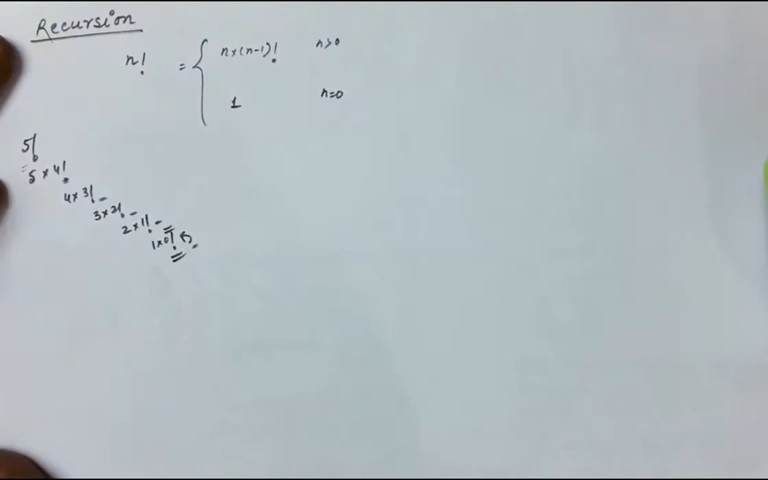 Recursion
n! = { n×(n-1)! n>0
1 n=0
5!
= 5 × 4!
4 × 3!
3 × 2!
2 × 1!
1 × 0!